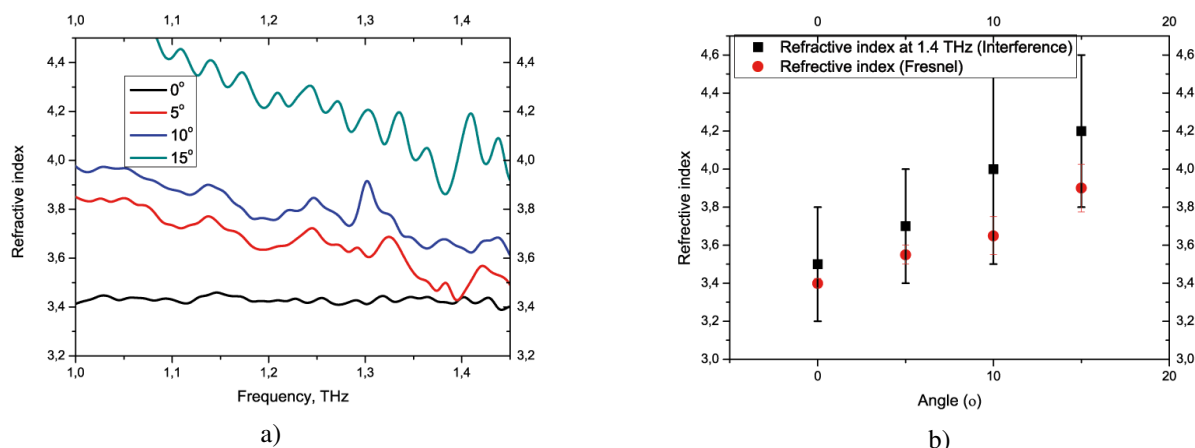 1,0 1,1 1,2 1,3 1,4
4,4 4,4
4,2 4,2
4,0 4,0
3,8 3,8
3,6 3,6
3,4 3,4
3,2 3,2
1,0 1,1 1,2 1,3 1,4
Refractive index
Frequency, THz
0°
5°
10°
15°
a)
0 10 20
4,6 4,6
4,4 4,4
4,2 4,2
4,0 4,0
3,8 3,8
3,6 3,6
3,4 3,4
3,2 3,2
3,0 3,0
0 10 20
Refrective index
Angle (o)
Refractive index at 1.4 THz (Interference)
Refrective index (Fresnel)
b)